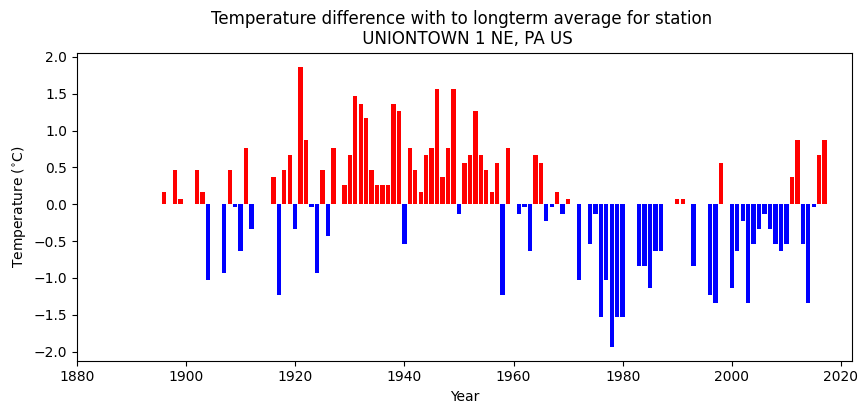 Temperature difference with to longterm average for station
UNIONTOWN 1 NE, PA US
2.0
1.5
1.0
0.5
0.0
−0.5
−1.0
−1.5
−2.0
Temperature (°C)
1880 1900 1920 1940 1960 1980 2000 2020
Year